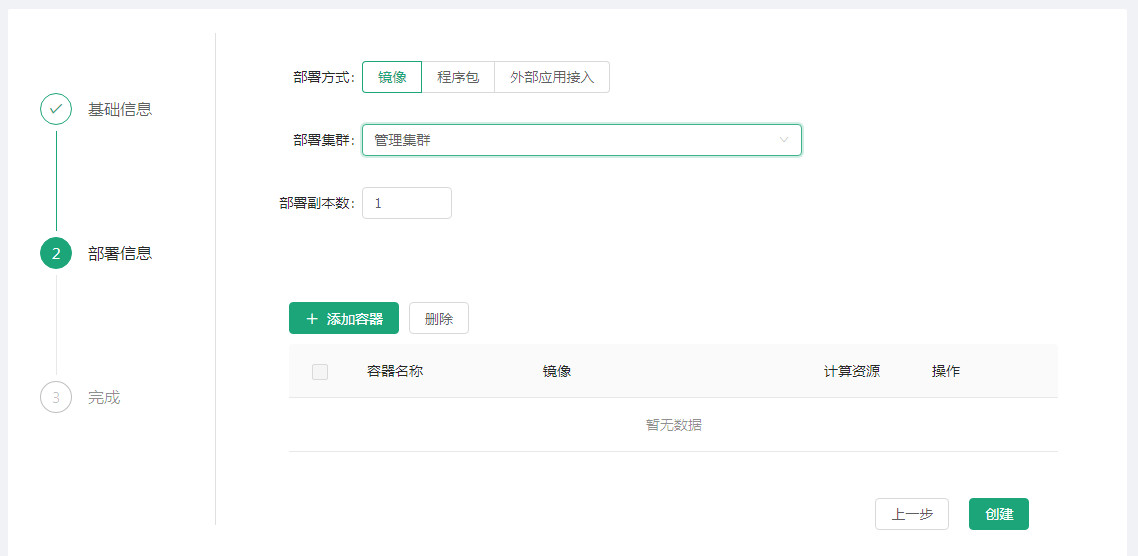 基础信息
2 部署信息
3 完成
部署方式: 镜像 程序包 外部应用接入
部署集群: 管理集群
部署副本数: 1
+ 添加容器 删除
容器名称 镜像 计算资源 操作
暂无数据
上一步 创建